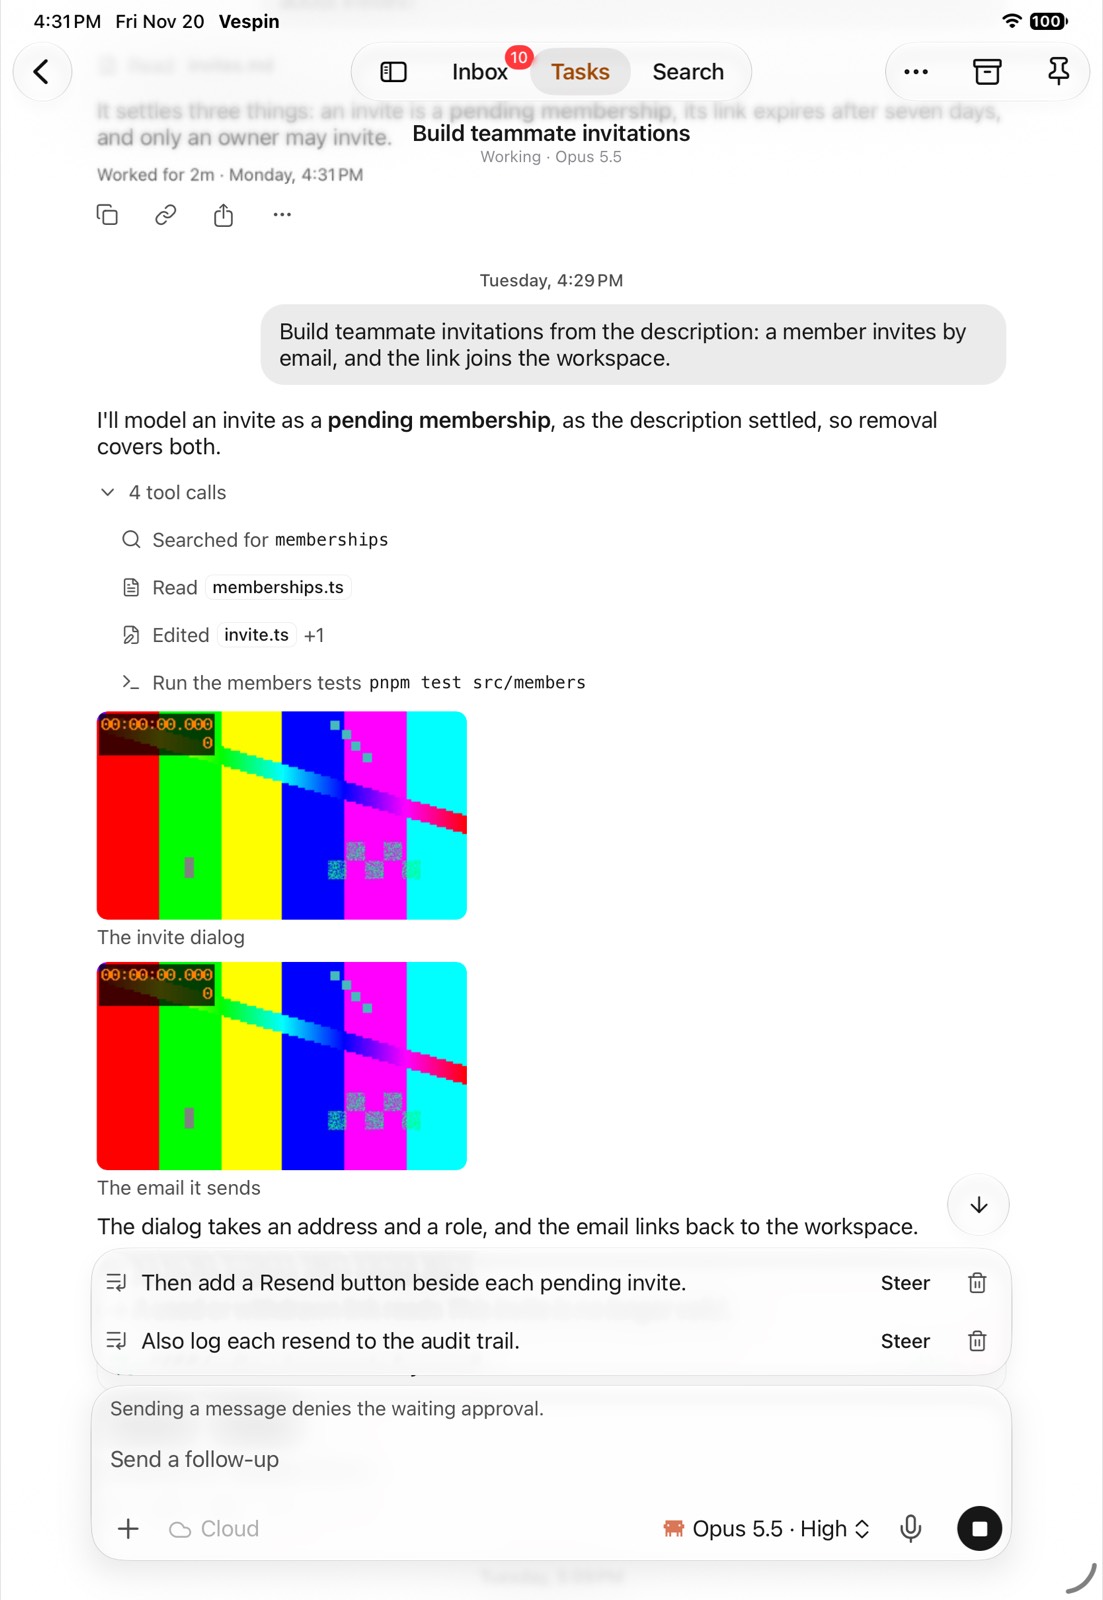 4:31 PM Fri Nov 20 Vespin 100
Inbox 10 Tasks Search
It settles three things: an invite is a pending membership, its link expires after seven days,
and only an owner may invite.
Build teammate invitations
Working · Opus 5.5
Worked for 2m · Monday, 4:31 PM
Tuesday, 4:29 PM
Build teammate invitations from the description: a member invites by
email, and the link joins the workspace.
I'll model an invite as a pending membership, as the description settled, so removal
covers both.
4 tool calls
Searched for memberships
Read memberships.ts
Edited invite.ts +1
Run the members tests pnpm test src/members
00:00:00.000
0
The invite dialog
00:00:00.000
0
The email it sends
The dialog takes an address and a role, and the email links back to the workspace.
Then add a Resend button beside each pending invite. Steer
Also log each resend to the audit trail. Steer
Sending a message denies the waiting approval.
Send a follow-up
Cloud Opus 5.5 · High